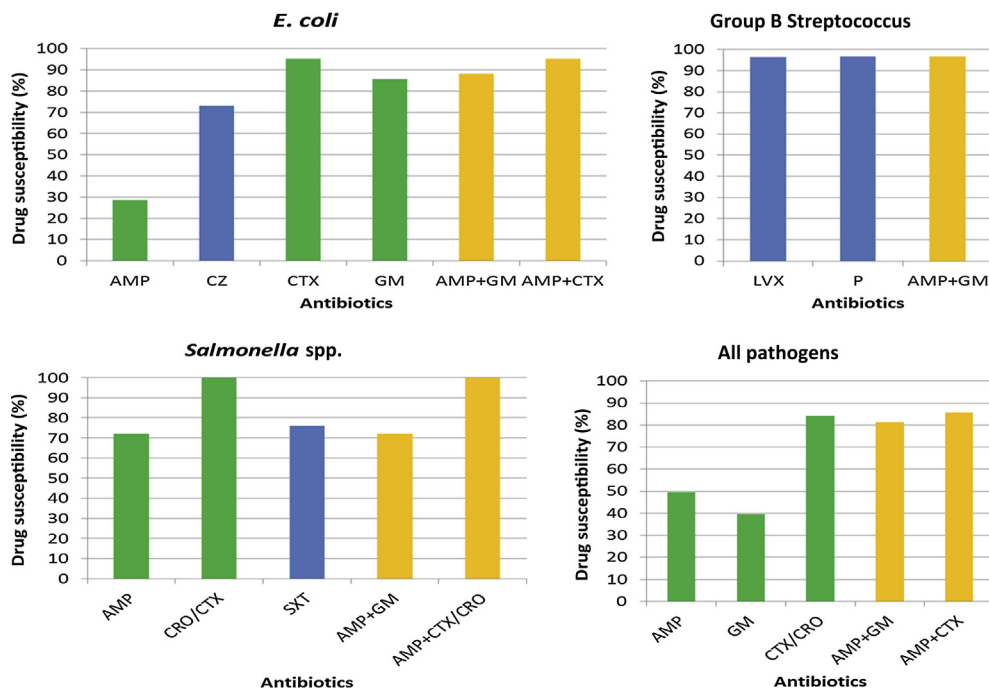 E. coli
Drug susceptibility (%)
100
90
80
70
60
50
40
30
20
10
0
AMP CZ CTX GM AMP+GM AMP+CTX
Antibiotics
Group B Streptococcus
Drug susceptibility (%)
100
90
80
70
60
50
40
30
20
10
0
LVX P AMP+GM
Antibiotics
Salmonella spp.
Drug susceptibility (%)
100
90
80
70
60
50
40
30
20
10
0
AMP CRO/CTX SXT AMP+GM AMP+CTX/CRO
Antibiotics
All pathogens
Drug susceptibility (%)
100
90
80
70
60
50
40
30
20
10
0
AMP GM CTX/CRO AMP+GM AMP+CTX
Antibiotics